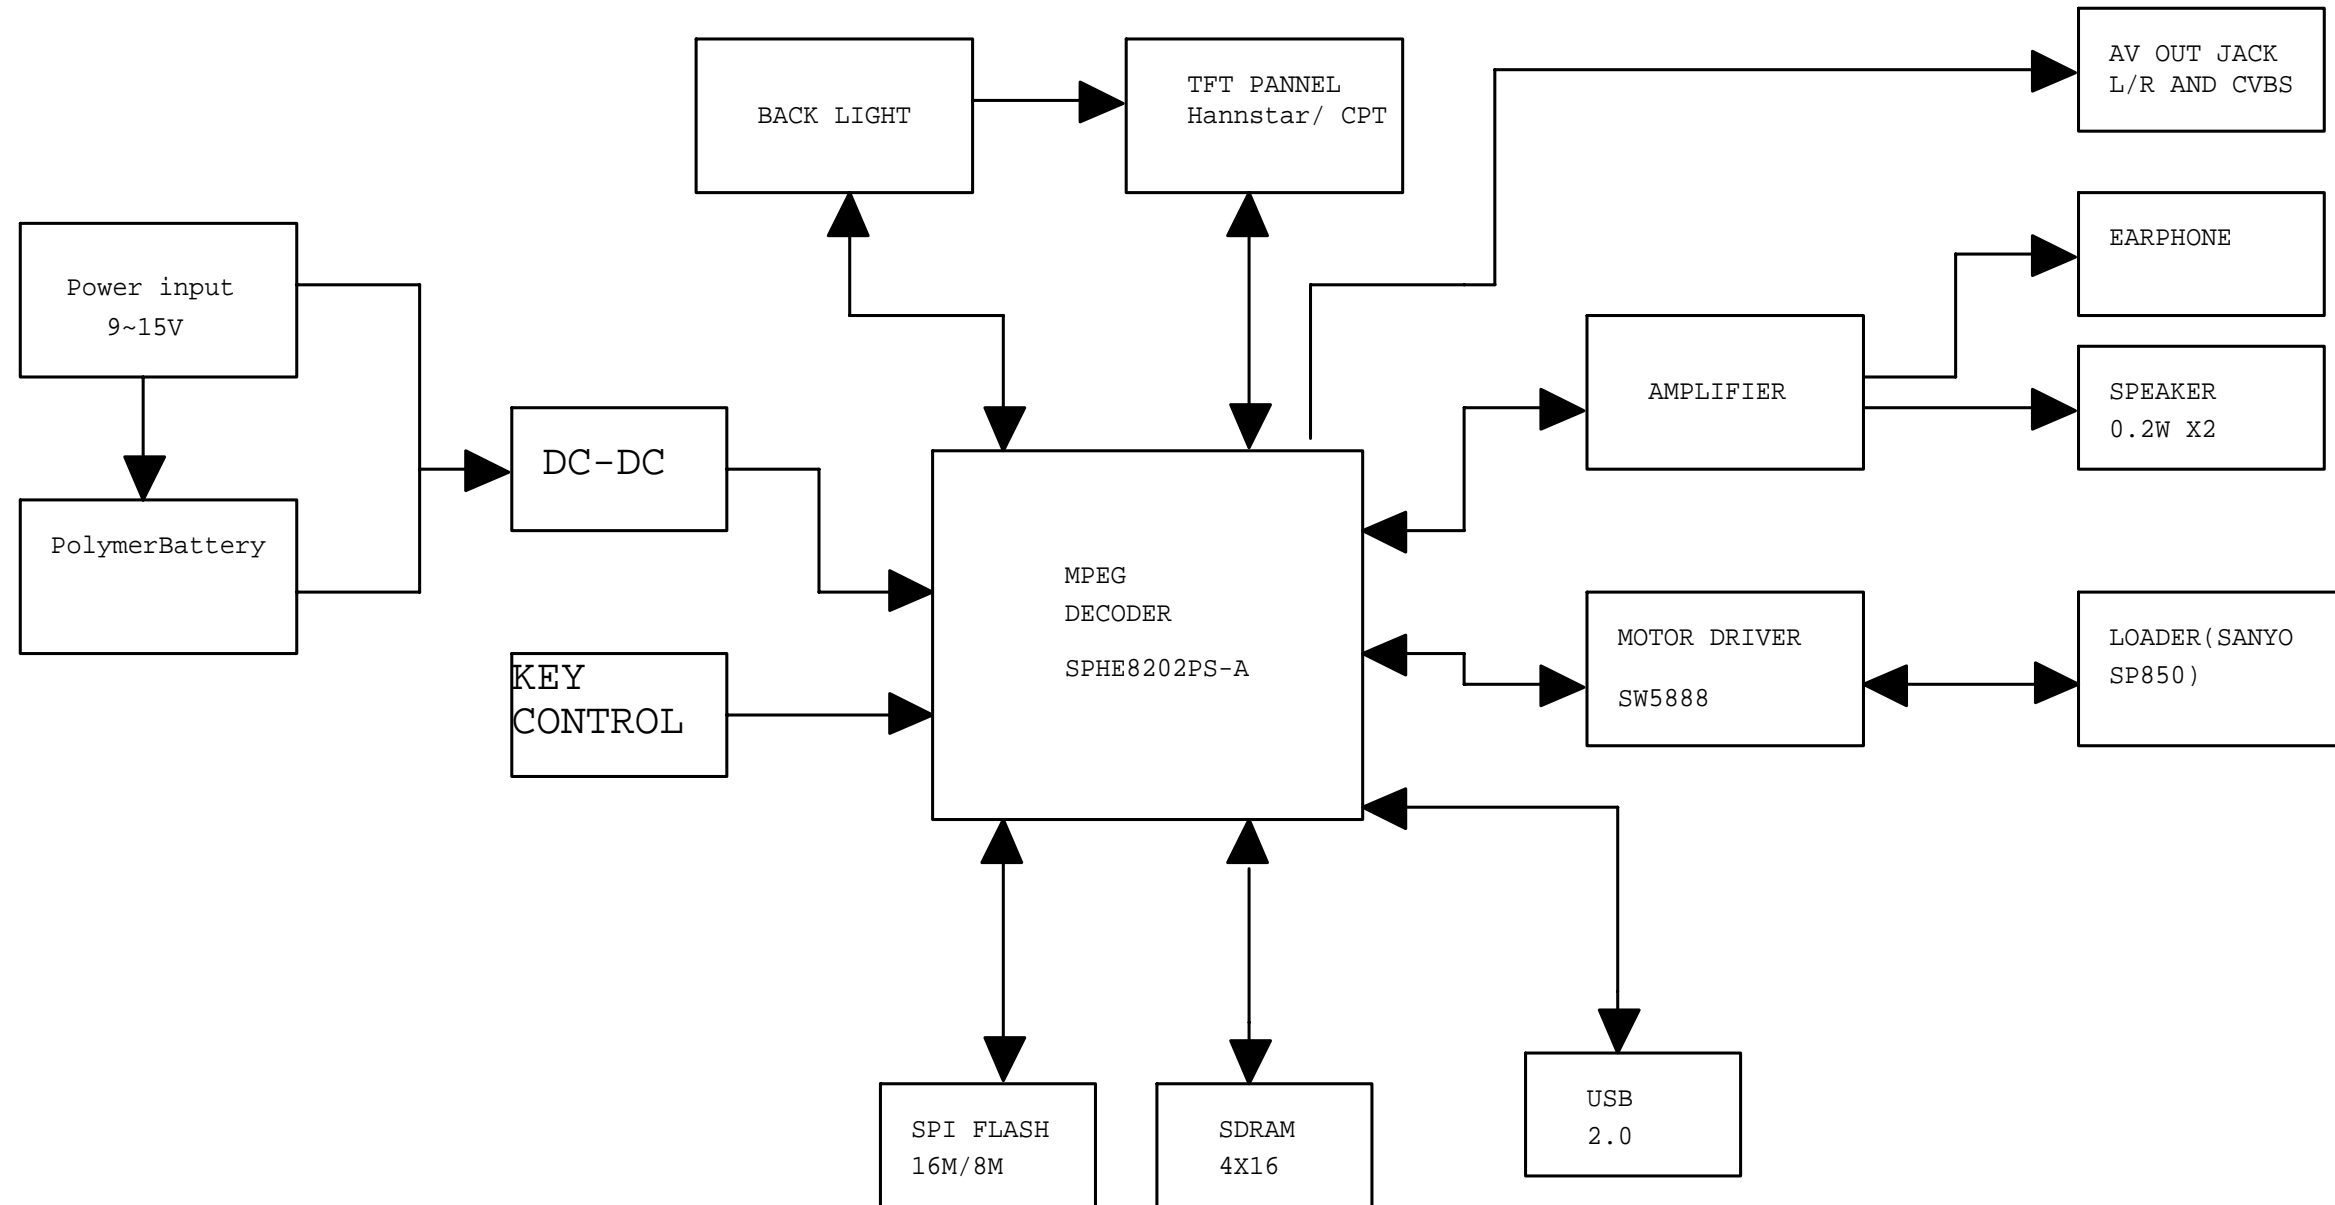 AV OUT JACK
L/R AND CVBS
TFT PANNEL
Hannstar/ CPT
BACK LIGHT
EARPHONE
Power input
9~15V
AMPLIFIER
SPEAKER
0.2W X2
DC-DC
PolymerBattery
MPEG
DECODER
SPHE8202PS-A
MOTOR DRIVER
SW5888
LOADER(SANYO
SP850)
KEY
CONTROL
SPI FLASH
16M/8M
SDRAM
4X16
USB
2.0